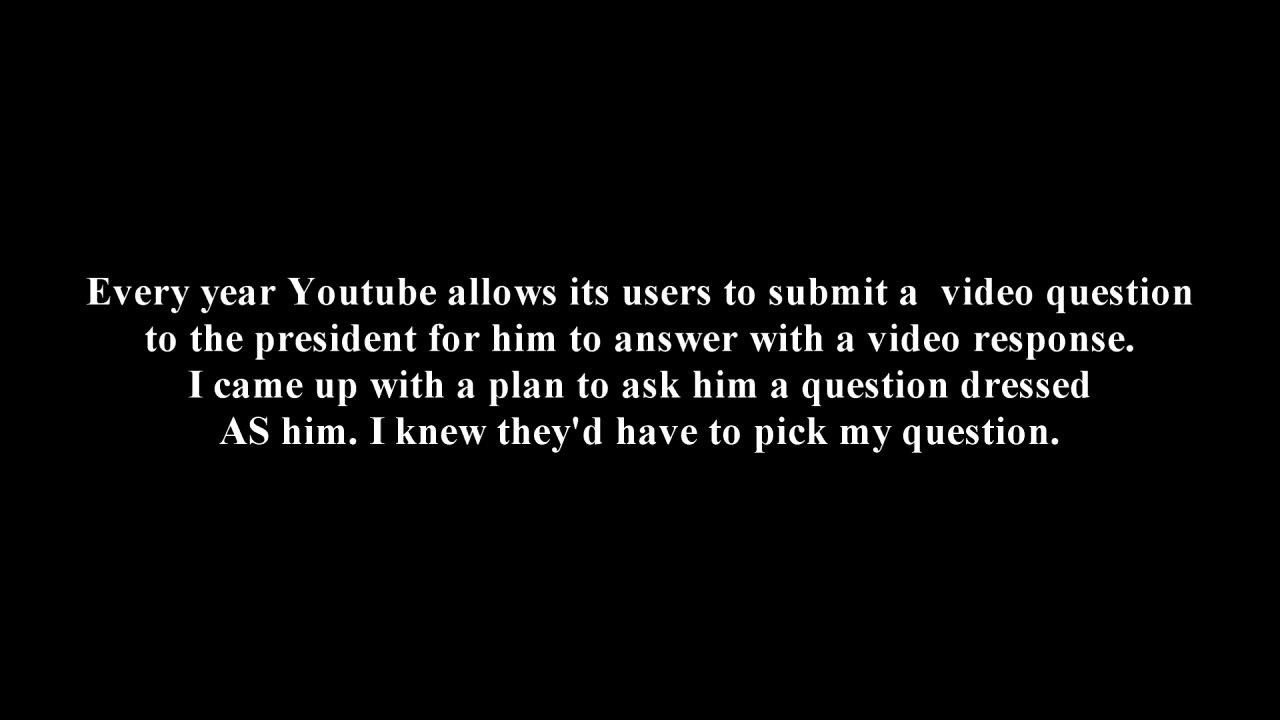 Every year Youtube allows its users to submit a  video question
to the president for him to answer with a video response.
I came up with a plan to ask him a question dressed
AS him. I knew they'd have to pick my question.